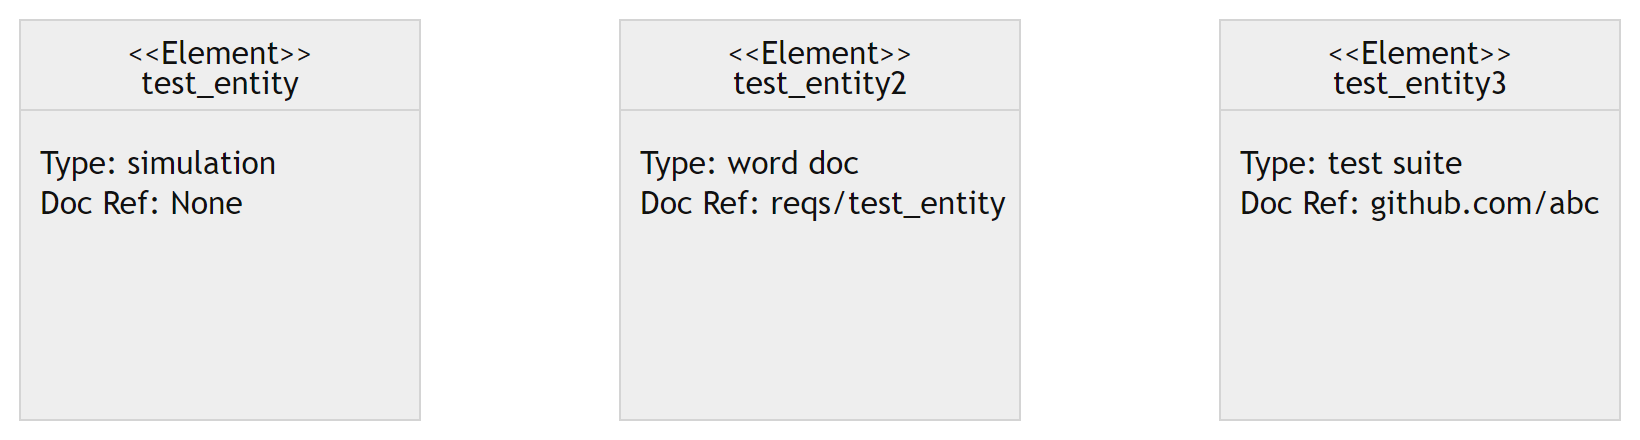 <<Element>>
test_entity
Type: simulation
Doc Ref: None
<<Element>>
test_entity2
Type: word doc
Doc Ref: reqs/test_entity
<<Element>>
test_entity3
Type: test suite
Doc Ref: github.com/abc